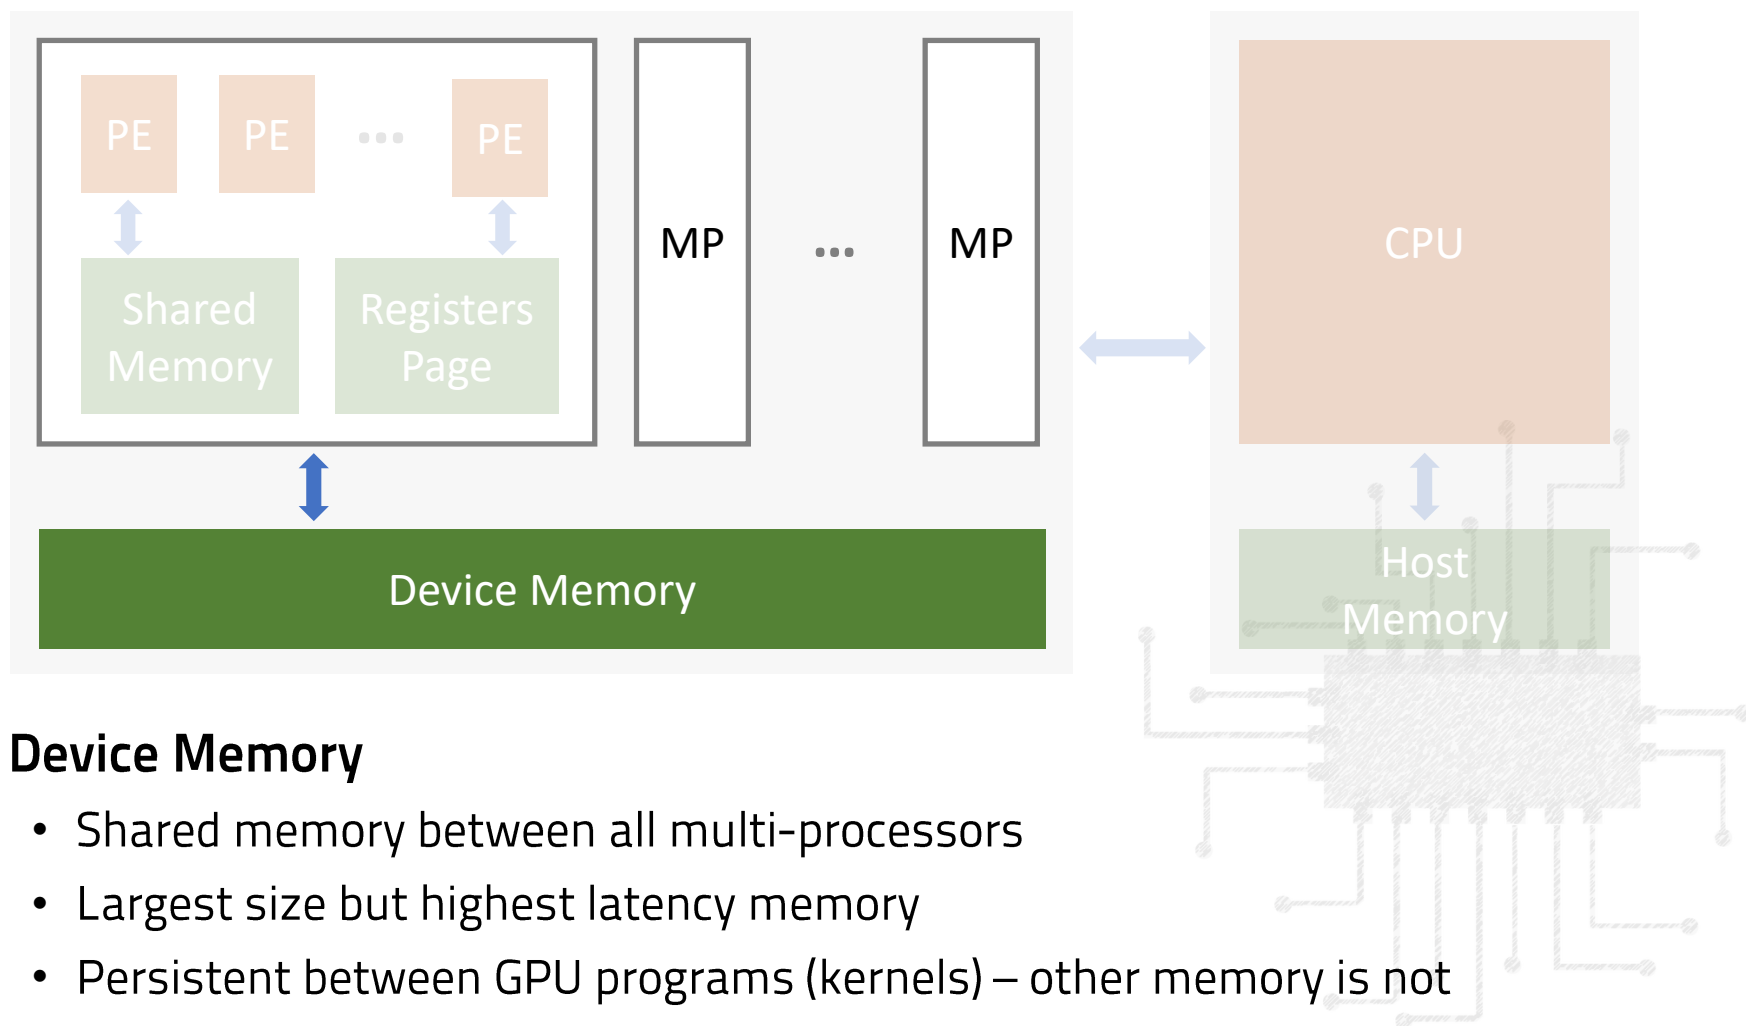 PE
PE
...
PE
Shared
Memory
Registers
Page
MP
...
MP
CPU
Device Memory
Host
Memory
Device Memory
• Shared memory between all multi-processors
• Largest size but highest latency memory
• Persistent between GPU programs (kernels) – other memory is not